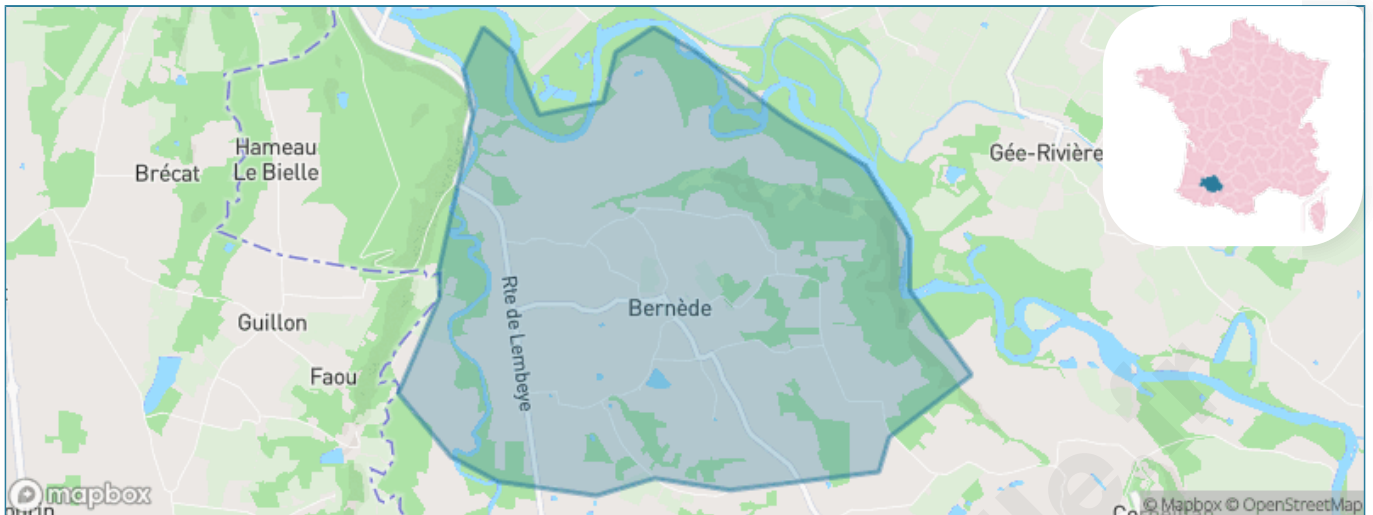 Hameau
Le Bielle
Brécat
Gée-Rivière
Rte de Lembeye
Bernède
Guillon
Faou
mapbox
© Mapbox © OpenStreetMap